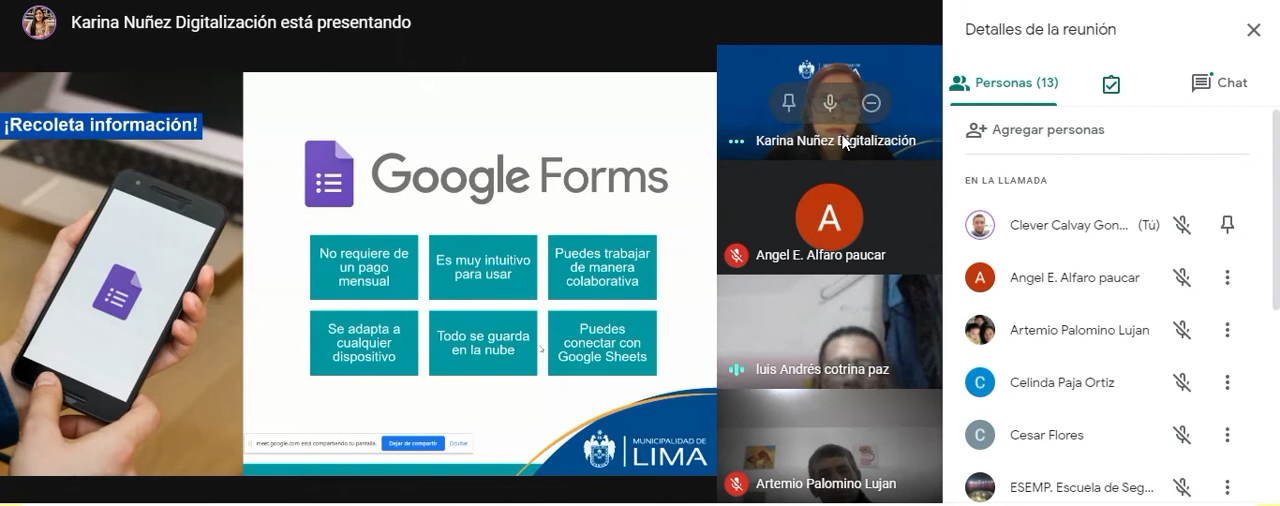 Karina Nuñez Digitalización está presentando
¡Recoleta información!
Google Forms
No requiere de
un pago
mensual
Es muy intuitivo
para usar
Puedes trabajar
de manera
colaborativa
Se adapta a
cualquier
dispositivo
Todo se guarda
en la nube
Puedes
conectar con
Google Sheets
meet.google.com está compartiendo tu pantalla.
Dejar de compartir
Ocultar
MUNICIPALIDAD DE
LIMA
MUNICIPALIDAD DE
LIMA
Karina Nuñez Digitalización
A
Angel E. Alfaro paucar
luis Andrés cotrina paz
Artemio Palomino Lujan
Detalles de la reunión
Personas (13)
Chat
Agregar personas
EN LA LLAMADA
Clever Calvay Gon... (Tú)
A
Angel E. Alfaro paucar
Artemio Palomino Lujan
C
Celinda Paja Ortiz
C
Cesar Flores
ESEMP. Escuela de Seg...